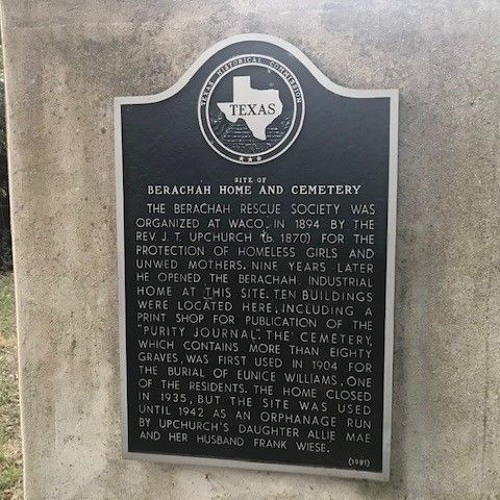 TEXAS HISTORICAL COMMISSION
TEXAS
SITE OF
BERACHAH HOME AND CEMETERY
THE BERACHAH RESCUE SOCIETY WAS
ORGANIZED AT WACO IN 1894 BY THE
REV. J. T. UPCHURCH (b. 1870) FOR THE
PROTECTION OF HOMELESS GIRLS AND
UNWED MOTHERS. NINE YEARS LATER
HE OPENED THE BERACHAH INDUSTRIAL
HOME AT THIS SITE. TEN BUILDINGS
WERE LOCATED HERE, INCLUDING A
PRINT SHOP FOR PUBLICATION OF THE
"PURITY JOURNAL". THE CEMETERY,
WHICH CONTAINS MORE THAN EIGHTY
GRAVES, WAS FIRST USED IN 1904 FOR
THE BURIAL OF EUNICE WILLIAMS, ONE
OF THE RESIDENTS. THE HOME CLOSED
IN 1935, BUT THE SITE WAS USED
UNTIL 1942 AS AN ORPHANAGE RUN
BY UPCHURCH'S DAUGHTER ALLIE MAE
AND HER HUSBAND FRANK WIESE.
(1981)